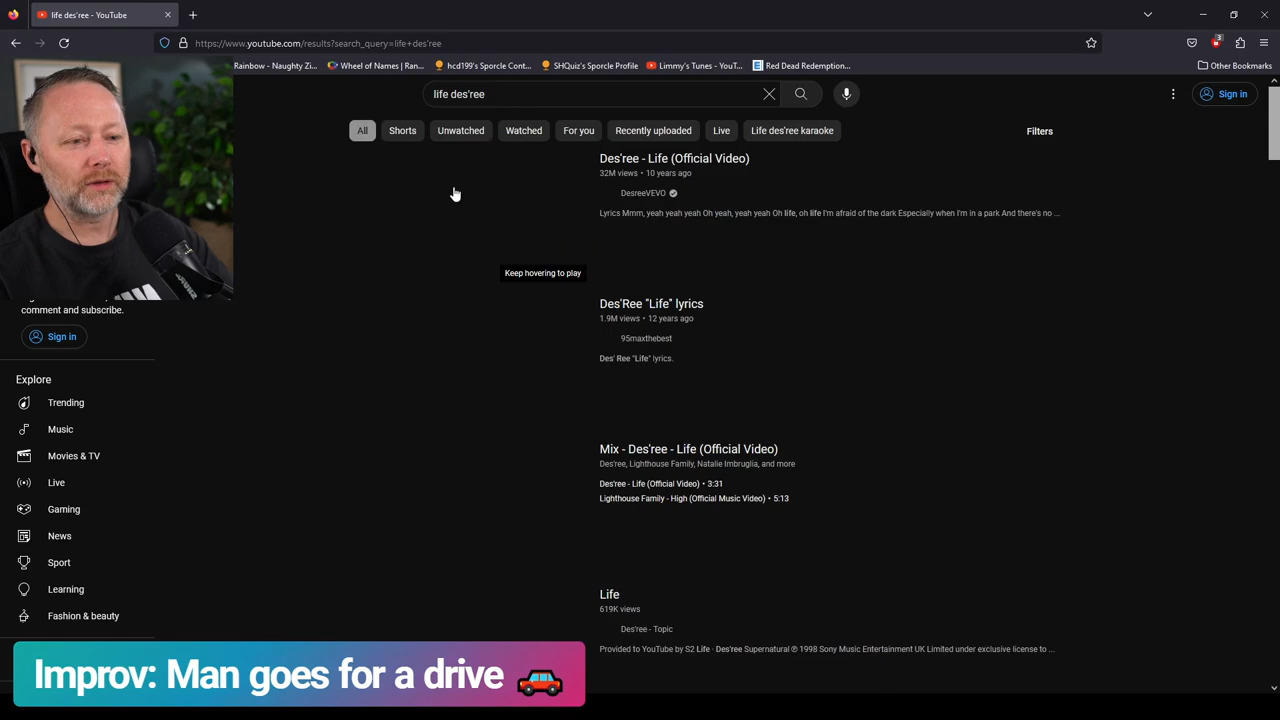 life des'ree - YouTube
https://www.youtube.com/results?search_query=life+des'ree
3
Rainbow - Naughty Zi...
Wheel of Names | Ran...
hcd199's Sporcle Cont...
SHQuiz's Sporcle Profile
Limmy's Tunes - YouT...
Red Dead Redemption...
Other Bookmarks
life des'ree
Sign in
All
Shorts
Unwatched
Watched
For you
Recently uploaded
Live
Life des'ree karaoke
Filters
Des'ree - Life (Official Video)
32M views • 10 years ago
DesreeVEVO
Lyrics Mmm, yeah yeah yeah Oh yeah, yeah yeah Oh life, oh life I'm afraid of the dark Especially when I'm in a park And there's no ...
Keep hovering to play
Des'Ree "Life" lyrics
1.9M views • 12 years ago
95maxthebest
Des' Ree "Life" lyrics.
Mix - Des'ree - Life (Official Video)
Des'ree, Lighthouse Family, Natalie Imbruglia, and more
Des'ree - Life (Official Video) • 3:31
Lighthouse Family - High (Official Music Video) • 5:13
Life
619K views
Des'ree - Topic
Provided to YouTube by S2 Life · Des'ree Supernatural ℗ 1998 Sony Music Entertainment UK Limited under exclusive license to ...
comment and subscribe.
Sign in
Explore
Trending
Music
Movies & TV
Live
Gaming
News
Sport
Learning
Fashion & beauty
Improv: Man goes for a drive